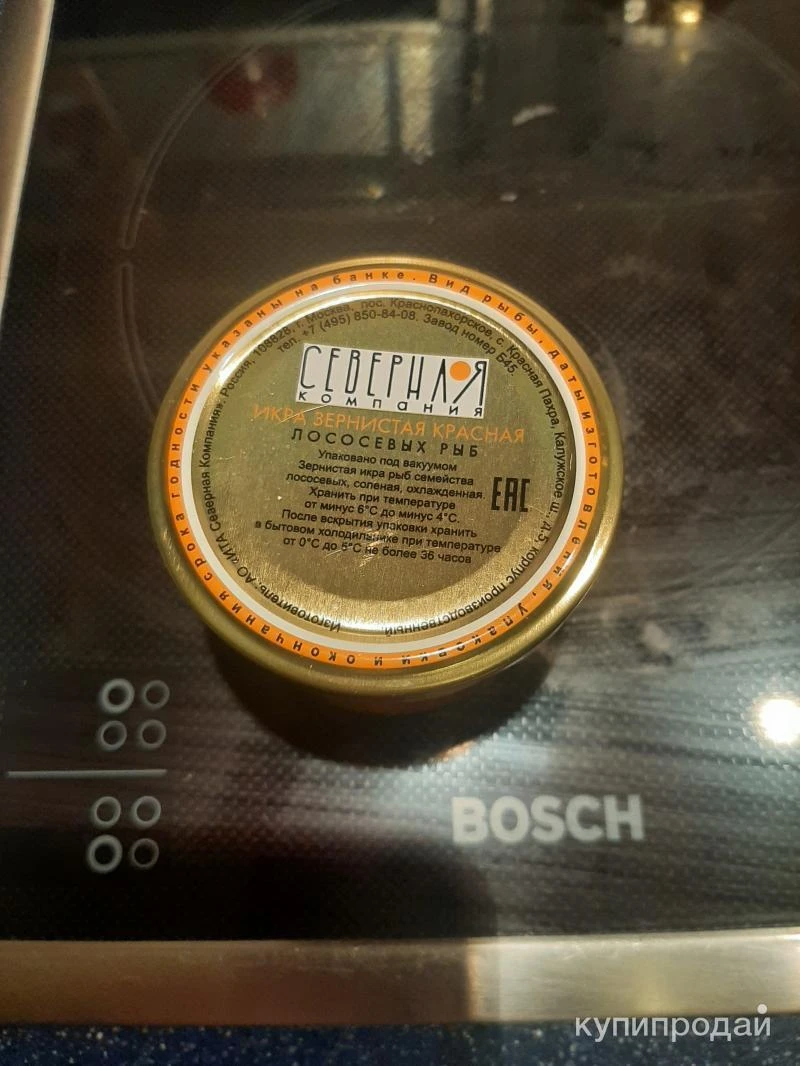 Вид рыбы, даты изготовления, упаковки и окончания срока годности указаны на банке.
Изготовитель: АО «ИТА Северная Компания». Россия, 108828, г. Москва, пос. Краснопахорское, с. Красная Пахра, Калужское ш. д.5, корпус производственный.
тел. +7 (495) 850-84-08. Завод номер Б45.
СЕВЕРНАЯ
компания
ИКРА ЗЕРНИСТАЯ КРАСНАЯ
ЛОСОСЕВЫХ РЫБ
Упаковано под вакуумом
Зернистая икра рыб семейства
лососевых, соленая, охлажденная.
Хранить при температуре
от минус 6°С до минус 4°С.
После вскрытия упаковки хранить
в бытовом холодильнике при температуре
от 0°С до 5°С не более 36 часов
ЕАС
BOSCH
купипродай